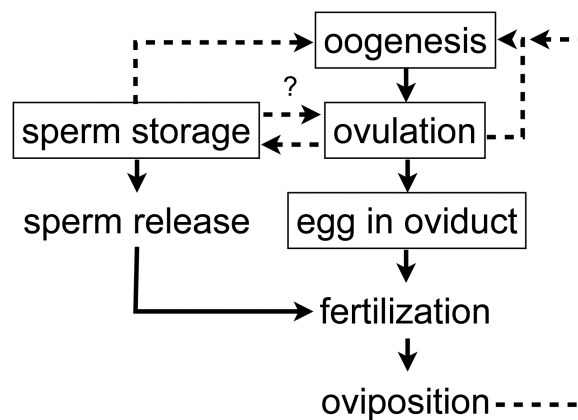 oogenesis
?
sperm storage
ovulation
sperm release
egg in oviduct
fertilization
oviposition